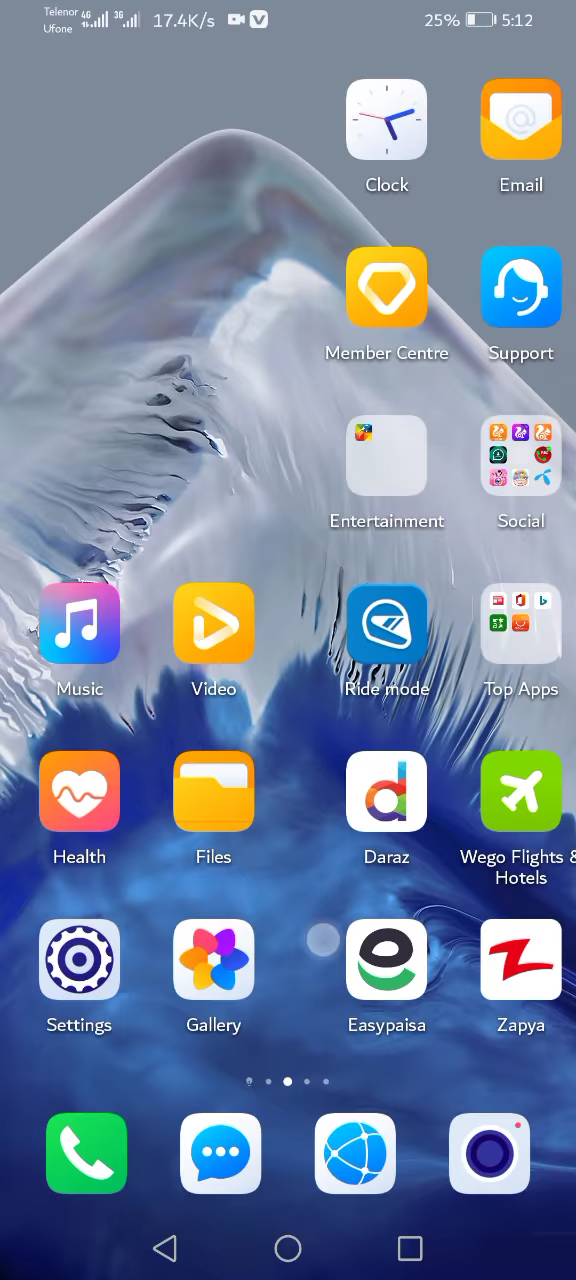 Telenor 4G 3G 17.4K/s 25% 5:12
Ufone
Clock Email
Member Centre Support
Entertainment Social
Music Video Ride mode Top Apps
Health Files Daraz Wego Flights &
Hotels
Settings Gallery Easypaisa Zapya